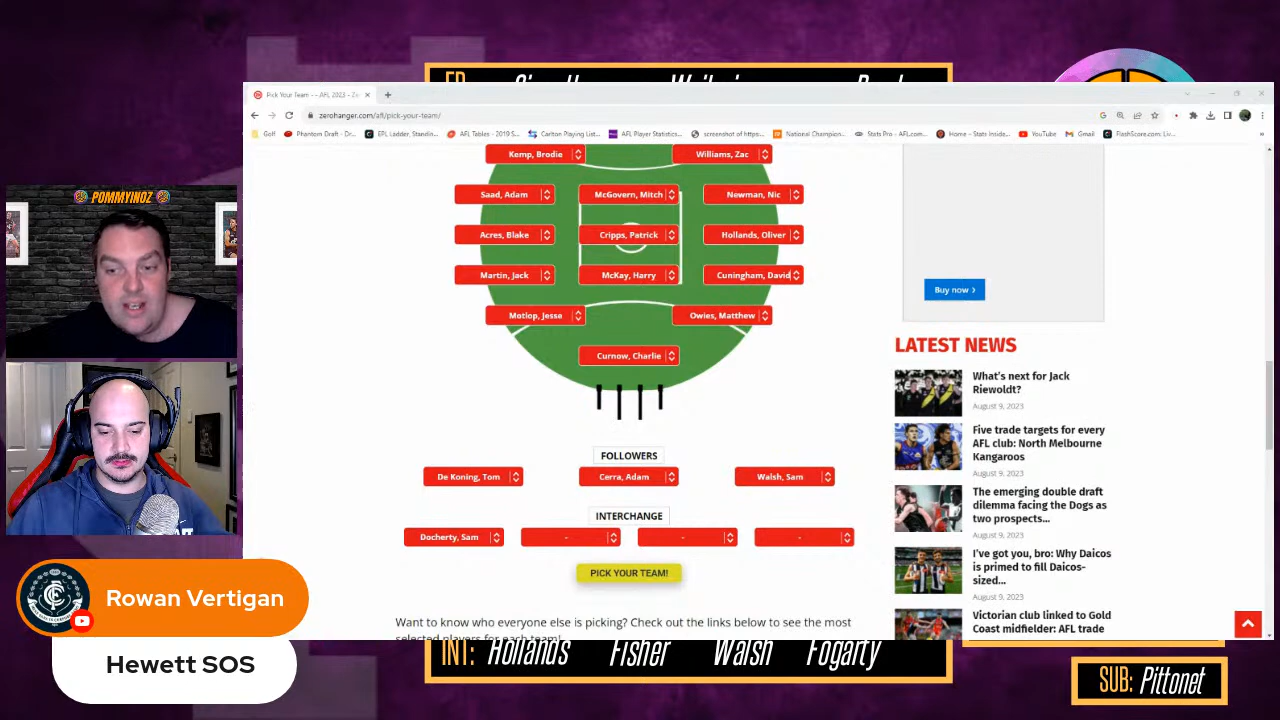 POMMYINOZ
Pick Your Team - - AFL 2023 - Ze
zerohanger.com/afl/pick-your-team/
Golf
Phantom Draft - Dr...
EPL Ladder, Standin...
AFL Tables - 2019 S...
Carlton Playing List...
AFL Player Statistics...
screenshot of https...
National Champion...
Stats Pro - AFL.com...
Home – Stats Inside...
YouTube
Gmail
FlashScore.com: Liv...
Kemp, Brodie
Williams, Zac
Saad, Adam
McGovern, Mitch
Newman, Nic
Acres, Blake
Cripps, Patrick
Hollands, Oliver
Martin, Jack
McKay, Harry
Cuningham, David
Motlop, Jesse
Owies, Matthew
Curnow, Charlie
FOLLOWERS
De Koning, Tom
Cerra, Adam
Walsh, Sam
INTERCHANGE
Docherty, Sam
-
-
-
PICK YOUR TEAM!
Want to know who everyone else is picking? Check out the links below to see the most
selected players for each team!
Buy now
LATEST NEWS
What's next for Jack
Riewoldt?
August 9, 2023
Five trade targets for every
AFL club: North Melbourne
Kangaroos
August 9, 2023
The emerging double draft
dilemma facing the Dogs as
two prospects...
August 9, 2023
I've got you, bro: Why Daicos
is primed to fill Daicos-
sized...
August 9, 2023
Victorian club linked to Gold
Coast midfielder: AFL trade
Rowan Vertigan
Hewett SOS
INT: Hollands Fisher Walsh Fogarty
SUB: Pittonet